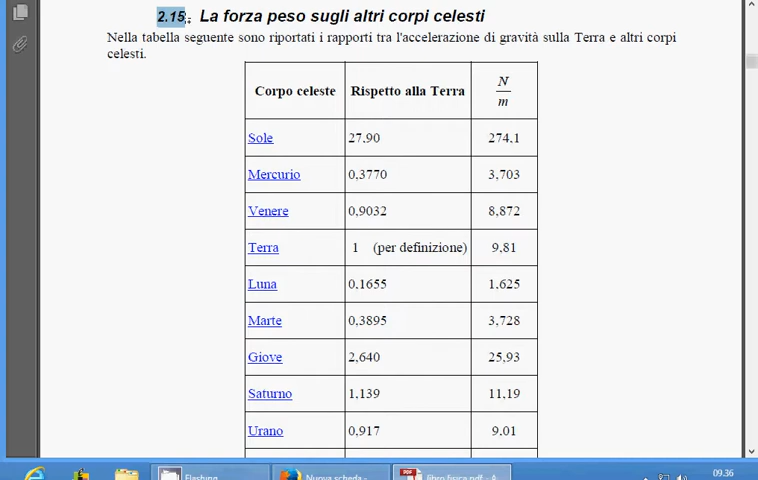 2.15. La forza peso sugli altri corpi celesti
Nella tabella seguente sono riportati i rapporti tra l'accelerazione di gravità sulla Terra e altri corpi
celesti.
Corpo celeste Rispetto alla Terra N/m
Sole 27,90 274,1
Mercurio 0,3770 3,703
Venere 0,9032 8,872
Terra 1 (per definizione) 9,81
Luna 0,1655 1,625
Marte 0,3895 3,728
Giove 2,640 25,93
Saturno 1,139 11,19
Urano 0,917 9.01
Flashing Nuova scheda - libro fisica.pdf - A 09.36